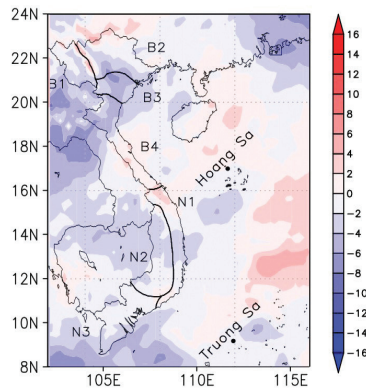 24N
22N
20N
18N
16N
14N
12N
10N
8N
105E 110E 115E
B2
B1
B3
B4
Hoang Sa
N1
N2
N3
Truong Sa
16
14
12
10
8
6
4
2
0
−2
−4
−6
−8
−10
−12
−14
−16